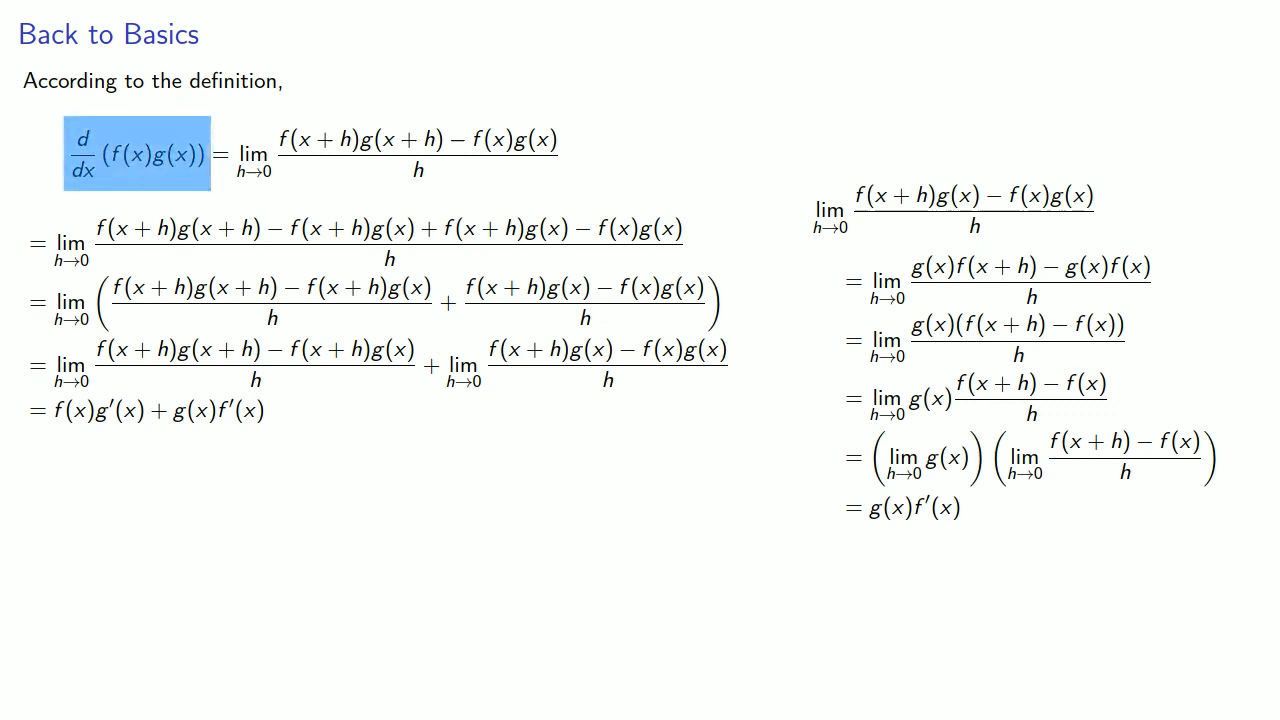 Back to Basics
According to the definition,
d/dx (f(x)g(x)) = lim_{h→0} (f(x + h)g(x + h) − f(x)g(x))/h
= lim_{h→0} (f(x + h)g(x + h) − f(x + h)g(x) + f(x + h)g(x) − f(x)g(x))/h
= lim_{h→0} ((f(x + h)g(x + h) − f(x + h)g(x))/h + (f(x + h)g(x) − f(x)g(x))/h)
= lim_{h→0} (f(x + h)g(x + h) − f(x + h)g(x))/h + lim_{h→0} (f(x + h)g(x) − f(x)g(x))/h
= f(x)g′(x) + g(x)f′(x)
lim_{h→0} (f(x + h)g(x) − f(x)g(x))/h
= lim_{h→0} (g(x)f(x + h) − g(x)f(x))/h
= lim_{h→0} (g(x)(f(x + h) − f(x)))/h
= lim_{h→0} g(x) (f(x + h) − f(x))/h
= (lim_{h→0} g(x)) (lim_{h→0} (f(x + h) − f(x))/h)
= g(x)f′(x)